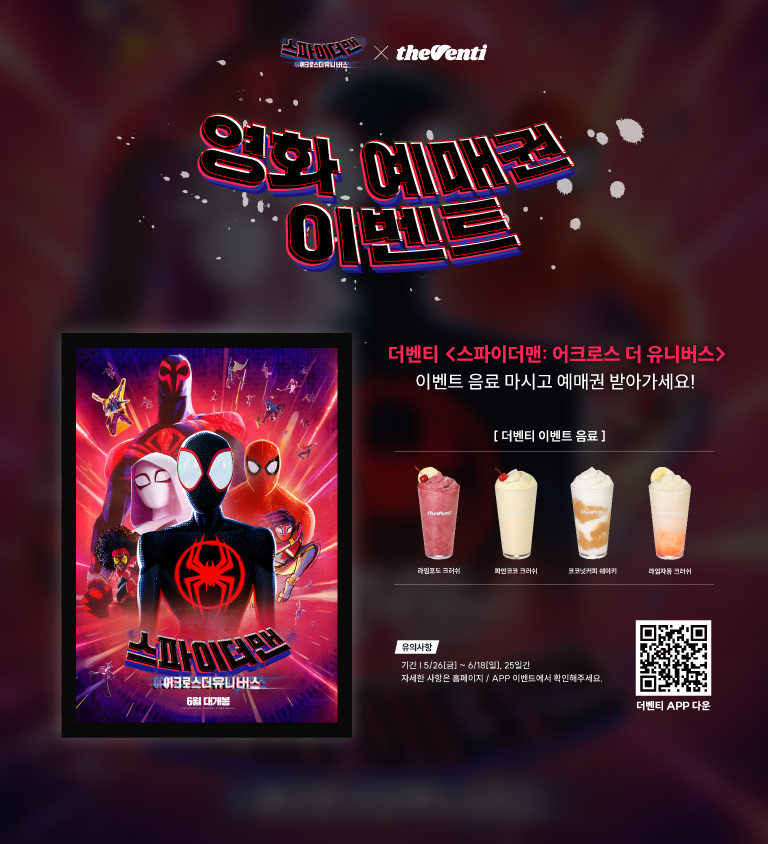 스파이더맨
어크로스 더 유니버스
theVenti
영화 예매권
이벤트
더벤티 <스파이더맨: 어크로스 더 유니버스>
이벤트 음료 마시고 예매권 받아가세요!
[ 더벤티 이벤트 음료 ]
theVenti
theVenti
라임포도 크러쉬
파인코코 크러쉬
코코넛커피 쉐이키
라임자몽 크러쉬
스파이더맨
어크로스 더 유니버스
6월 대개봉
유의사항
기간 I 5/26[금] ~ 6/18[일], 25일간
자세한 사항은 홈페이지 / APP 이벤트에서 확인해주세요.
더벤티 APP 다운